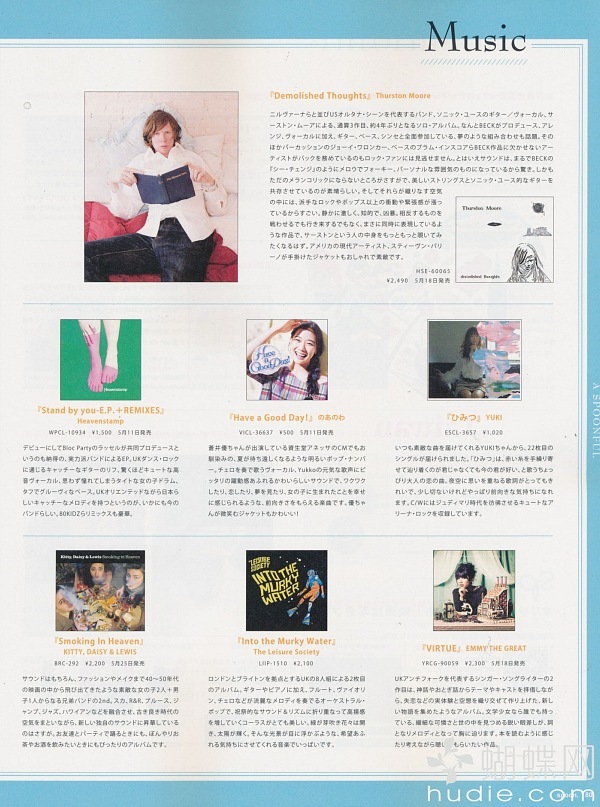 Music
『Demolished Thoughts』 Thurston Moore
ニルヴァーナらと並びUSオルタナ・シーンを代表するバンド、ソニック・ユースのギター／ヴォーカル、サ
ーストン・ムーアによる、通算3作目、約4年ぶりとなるソロ・アルバム。なんとBECKがプロデュース、アレ
ンジ、ヴォーカルに加え、ギター、ベース、シンセと全面参加している、夢のような組み合わせも話題。その
ほかパーカッションのジョーイ・ワロンカー、ベースのブラム・インスコアらBECK作品に欠かせないアー
ティストがバックを務めているのもロック・ファンには見逃せません。とはいえサウンドは、まるでBECKの
『シー・チェンジ』のようにメロウでフォーキー。パーソナルな雰囲気のものになっているから驚き。しかも
ただのメランコリックにならないところがさすがで、美しいストリングスとソニック・ユース的なギターを
共存させているのが素晴らしい。そしてそれらが織りなす空気
の中には、派手なロックやポップス以上の衝動や緊張感が漲っ
ているからすごい。静かに激しく、知的で、凶暴。相反するものを
戦わせるでも行き来するでもなく、まさに同時に表現しているよう
な作品で、サーストンという人の中身をもっともっと覗いてみ
たくなるはず。アメリカの現代アーティスト、スティーヴン・パリ
ーノが手掛けたジャケットもおしゃれで素敵です。
HSE-60065
¥2,490 5月18日発売
Thurston Moore
demolished thoughts
Heavenstamp
Have a Good Day!
『Stand by you-E.P.＋REMIXES』
Heavenstamp
WPCL-10934 ¥1,500 5月11日発売
デビューにしてBloc Partyのラッセルが共同プロデュースと
いうのも納得の、実力派バンドによるEP。UKダンス・ロック
に通じるキャッチーなギターのリフ、驚くほどキュートな高
音ヴォーカル、思わず憧れてしまうタイトな女の子ドラム、
タフでグルーヴィなベース。UKオリエンテッドながら日本ら
しいキャッチーなメロディを持つというのが、いかにも今の
バンドらしい。80KIDZらリミックスも豪華。
『Have a Good Day!』 のあのわ
VICL-36637 ¥500 5月11日発売
蒼井優ちゃんが出演している資生堂アネッサのCMでもお
馴染みの、夏が待ち遠しくなるような明るいポップ・ナンバ
ー。チェロを奏で歌うヴォーカル、Yukkoの元気な歌声にピ
ッタリの躍動感あふれるかわいらしいサウンドで、ワクワク
したり、恋したり、夢を見たり、女の子に生まれたことを幸せ
に感じられるような、前向きさをもらえる楽曲です。優ちゃ
んが微笑むジャケットもかわいい！
『ひみつ』 YUKI
ESCL-3657 ¥1,020
いつも素敵な曲を届けてくれるYUKIちゃんから、22枚目の
シングルが届けられました。『ひみつ』は、赤い糸を手繰り寄
せて辿り着くのが君じゃなくても今の君が好き、と歌うちょっ
ぴり大人の恋の曲。夜空に思いを重ねる歌詞がとってもき
れいで、少し切ないけれどやっぱり前向きな気持ちになれ
ます。C/Wにはジュディマリ時代を彷彿させるキュートなア
リーナ・ロックを収録しています。
A SPOONFUL
Kitty, Daisy & Lewis Smoking in Heaven
LEISURE SOCIETY
INTO THE MURKY WATER
『Smoking In Heaven』
KITTY, DAISY & LEWIS
BRC-292 ¥2,200 5月25日発売
サウンドはもちろん、ファッションやメイクまで40〜50年代
の映画の中から飛び出てきたような素敵な女の子2人＋男
子1人からなる兄弟バンドの2nd。スカ、R&R、ブルース、ジ
ャンプ、ジャズ、ハワイアンなどを融合させ、古き良き時代の
空気をまといながら、新しい独自のサウンドに昇華している
のはさすが。お友達とパーティで踊るときにも、ぼんやりお
茶やお酒を飲みたいときにもぴったりのアルバムです。
『Into the Murky Water』
The Leisure Society
LIIP-1510 ¥2,100
ロンドンとブライトンを拠点とするUKの8人組による2枚目
のアルバム。ギターやピアノに加え、フルート、ヴァイオリ
ン、チェロなどが流麗なメロディを奏でるオーケストラル・
ポップで、祝祭的なサウンド＆リズムに折り重なって高揚感
を増していくコーラスがとても美しい。緑が芽吹き花々は開
き、太陽が輝く。そんな光景が目に浮かぶような、希望あふ
れる気持ちにさせてくれる音楽でいっぱいです。
『VIRTUE』 EMMY THE GREAT
YRCG-90059 ¥2,300 5月18日発売
UKアンチフォークを代表するシンガー・ソングライターの2
作目は、神話やおとぎ話からテーマやキャストを拝借しなが
ら、失恋などの実体験と空想を織り交ぜて作り上げた、新し
い物語を集めたようなアルバム。文学少女なら誰でも持っ
ている、繊細な可憐さと世の中を見つめる鋭い眼差しが、詞
となりメロディとなって胸に迫ります。本を読むように感じ
たり考えながら聴いてもらいたい作品。
spoon. 80
蝴蝶网
hudie.com